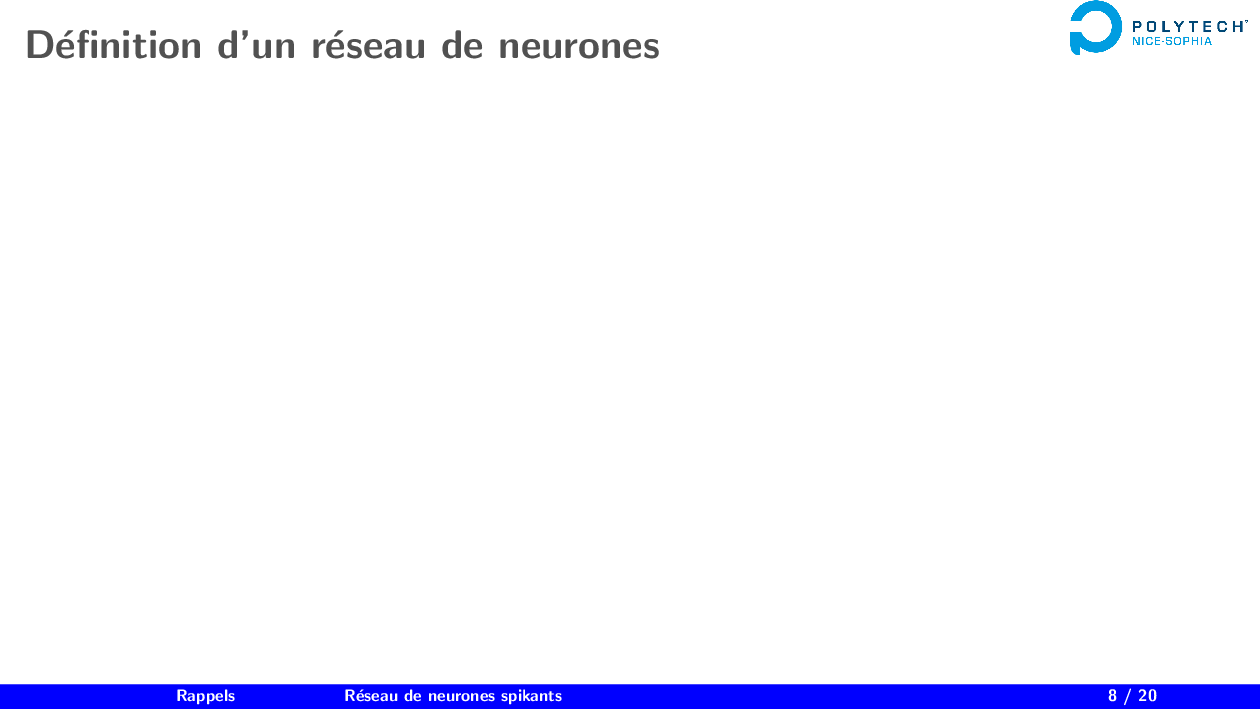 Définition d'un réseau de neurones
POLYTECH
NICE-SOPHIA
Rappels
Réseau de neurones spikants
8 / 20